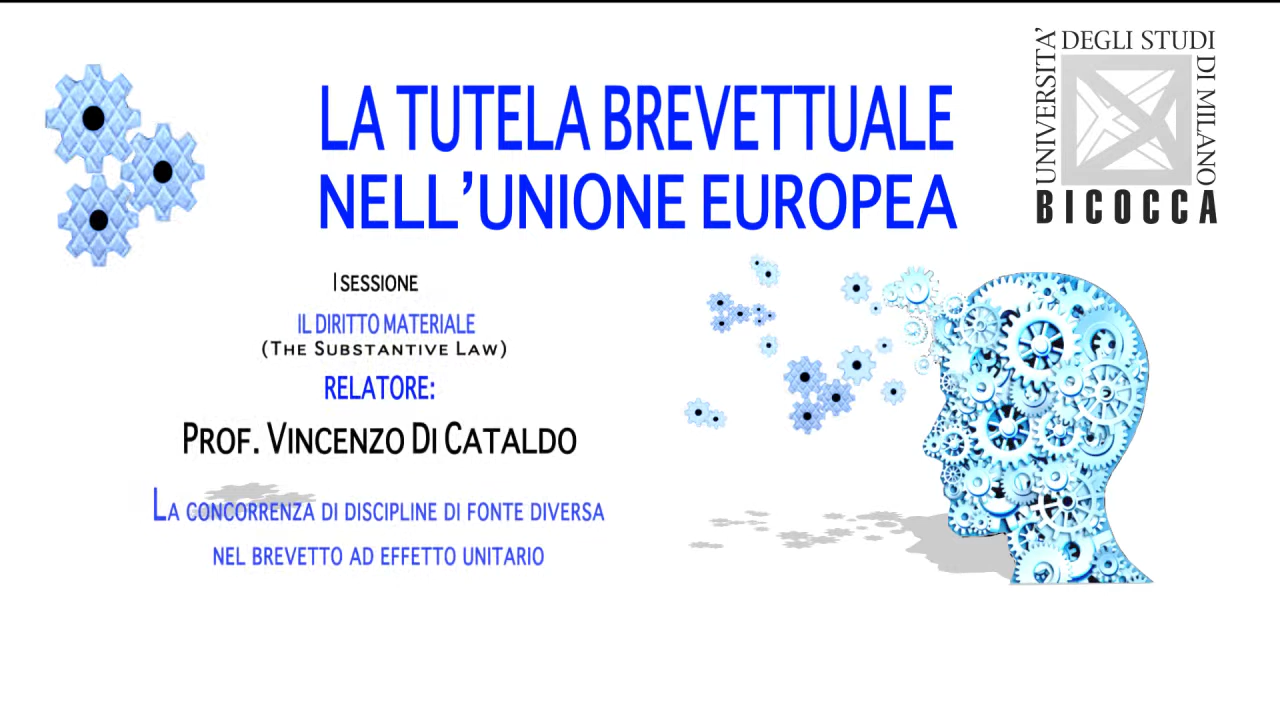 LA TUTELA BREVETTUALE
NELL'UNIONE EUROPEA
UNIVERSITA'
DEGLI STUDI
DI MILANO
BICOCCA
I SESSIONE
IL DIRITTO MATERIALE
(THE SUBSTANTIVE LAW)
RELATORE:
PROF. VINCENZO DI CATALDO
LA CONCORRENZA DI DISCIPLINE DI FONTE DIVERSA
NEL BREVETTO AD EFFETTO UNITARIO